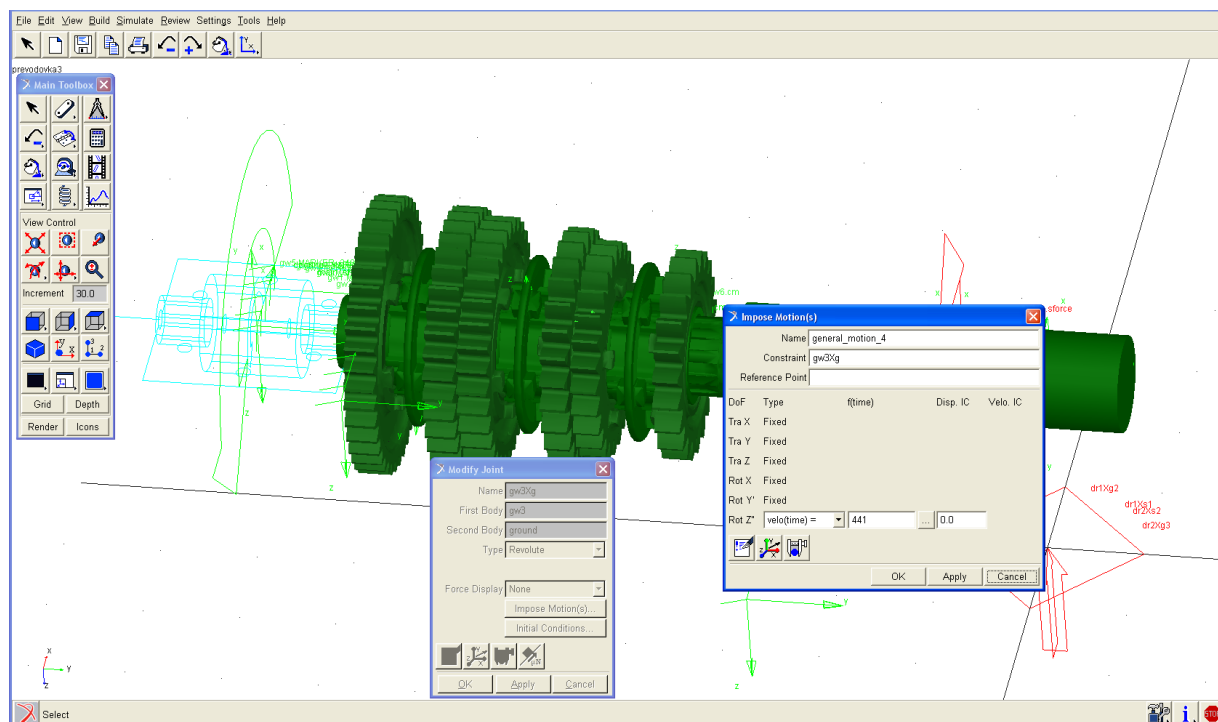 File Edit View Build Simulate Review Settings Tools Help
prevodovka3
Main Toolbox
View Control
Increment 30.0
Grid Depth
Render Icons
Select
Modify Joint
Name gw3Xg
First Body gw3
Second Body ground
Type Revolute
Force Display None
Impose Motion(s)...
Initial Conditions...
OK Apply Cancel
Impose Motion(s)
Name general_motion_4
Constraint gw3Xg
Reference Point
DoF Type f(time) Disp. IC Velo. IC
Tra X Fixed
Tra Y Fixed
Tra Z Fixed
Rot X Fixed
Rot Y' Fixed
Rot Z" velo(time) = 441 ... 0.0
OK Apply Cancel
dr1Xg2
dr1Xs1
dr2Xs2
dr2Xg3
x
y
z
X
Y
Z
STOP